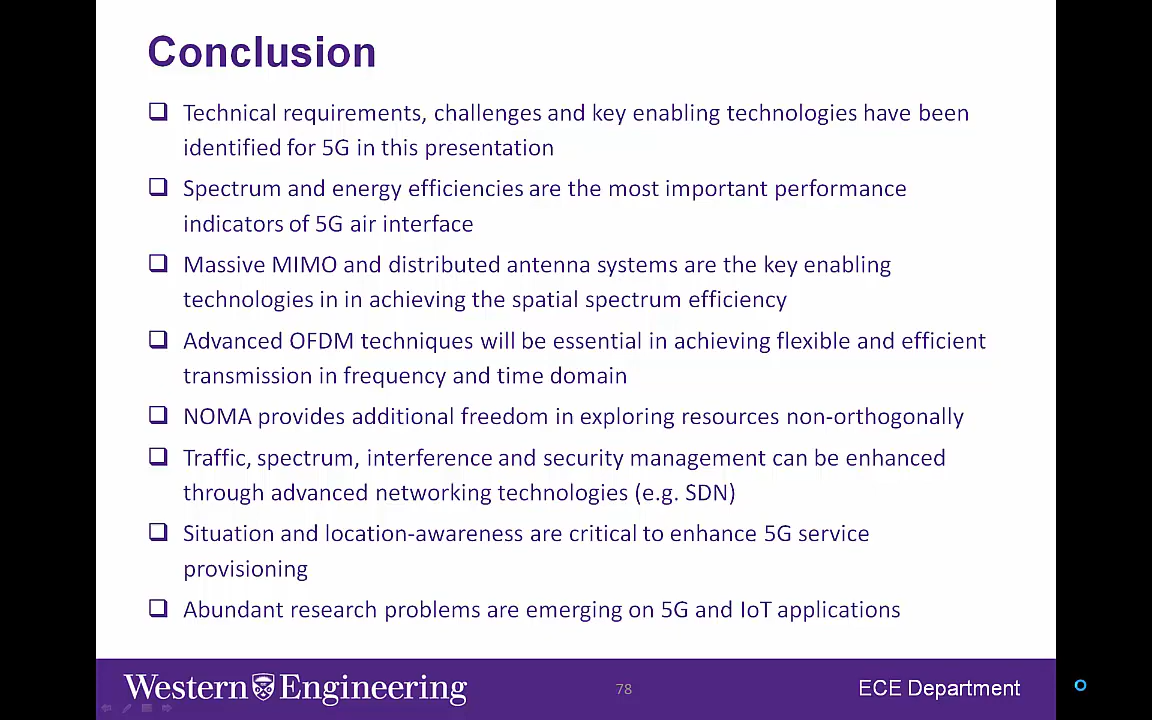 Conclusion
Technical requirements, challenges and key enabling technologies have been
identified for 5G in this presentation
Spectrum and energy efficiencies are the most important performance
indicators of 5G air interface
Massive MIMO and distributed antenna systems are the key enabling
technologies in in achieving the spatial spectrum efficiency
Advanced OFDM techniques will be essential in achieving flexible and efficient
transmission in frequency and time domain
NOMA provides additional freedom in exploring resources non-orthogonally
Traffic, spectrum, interference and security management can be enhanced
through advanced networking technologies (e.g. SDN)
Situation and location-awareness are critical to enhance 5G service
provisioning
Abundant research problems are emerging on 5G and IoT applications
Western Engineering
78
ECE Department